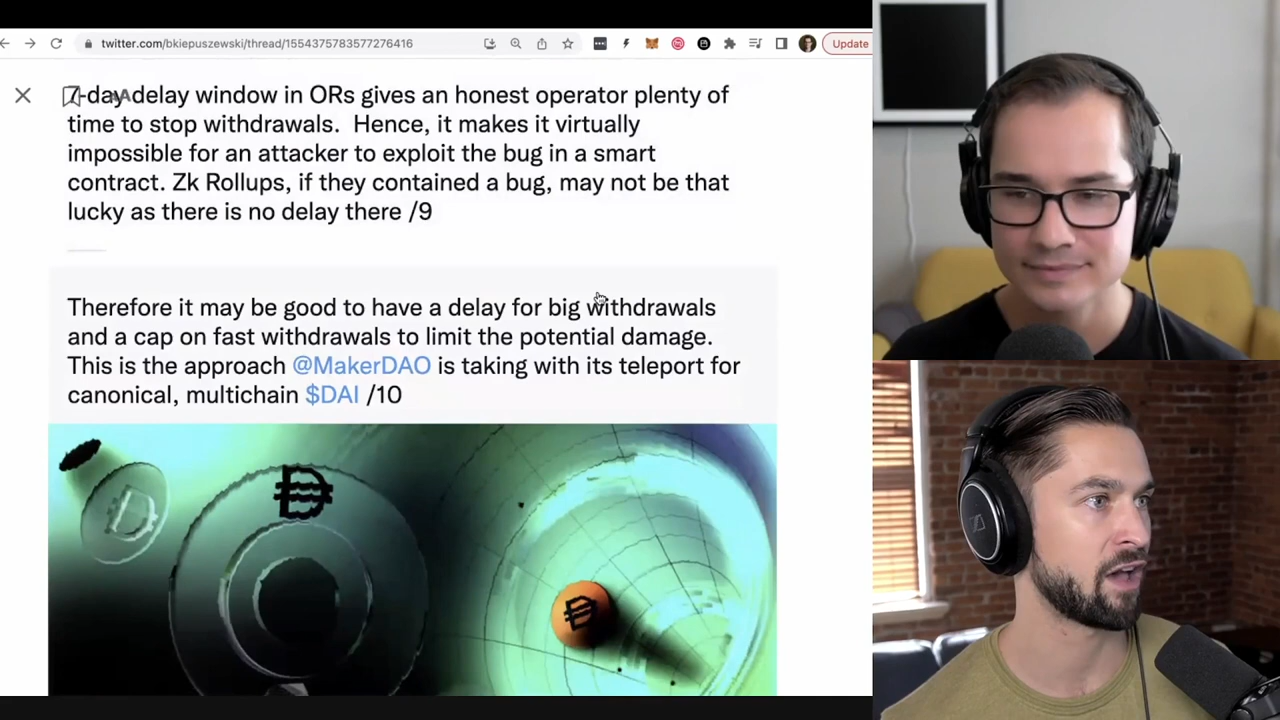 twitter.com/bkiepuszewski/thread/1554375783577276416
Update
AA
7-day delay window in ORs gives an honest operator plenty of
time to stop withdrawals.  Hence, it makes it virtually
impossible for an attacker to exploit the bug in a smart
contract. Zk Rollups, if they contained a bug, may not be that
lucky as there is no delay there /9
Therefore it may be good to have a delay for big withdrawals
and a cap on fast withdrawals to limit the potential damage.
This is the approach @MakerDAO is taking with its teleport for
canonical, multichain $DAI /10